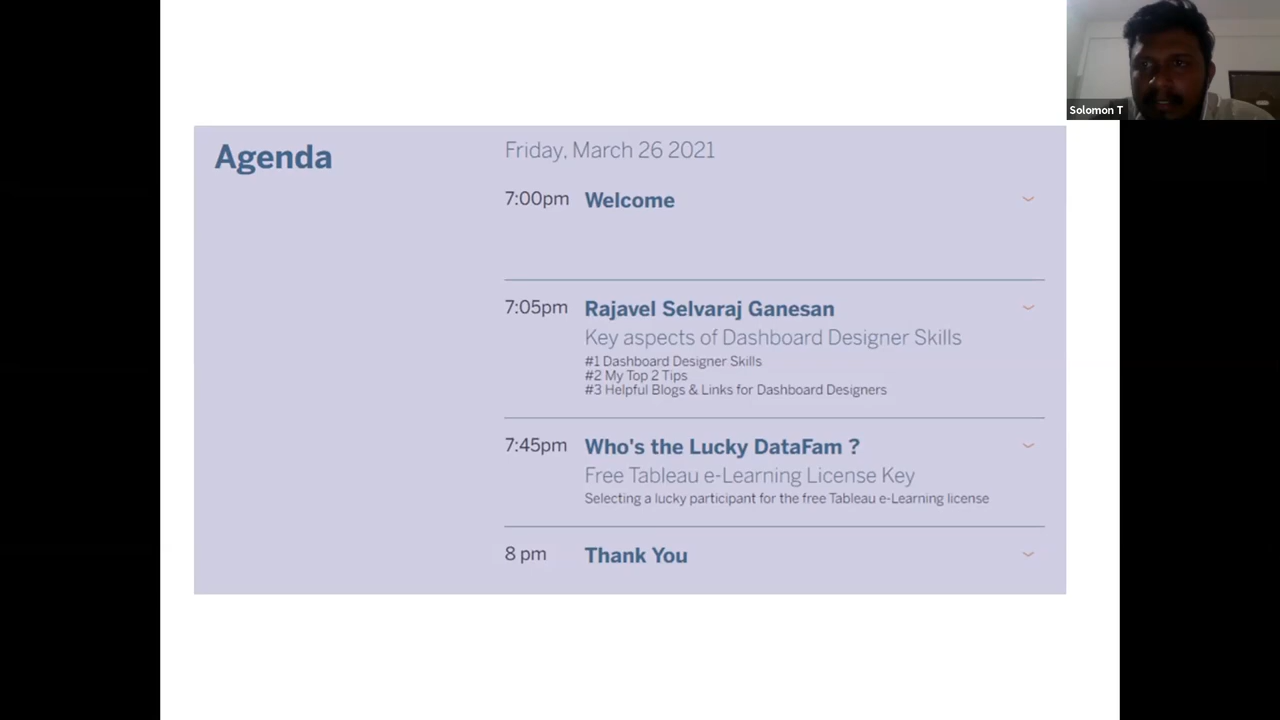 Solomon T
Agenda
Friday, March 26 2021
7:00pm Welcome
7:05pm Rajavel Selvaraj Ganesan
Key aspects of Dashboard Designer Skills
#1 Dashboard Designer Skills
#2 My Top 2 Tips
#3 Helpful Blogs & Links for Dashboard Designers
7:45pm Who's the Lucky DataFam ?
Free Tableau e-Learning License Key
Selecting a lucky participant for the free Tableau e-Learning license
8 pm Thank You